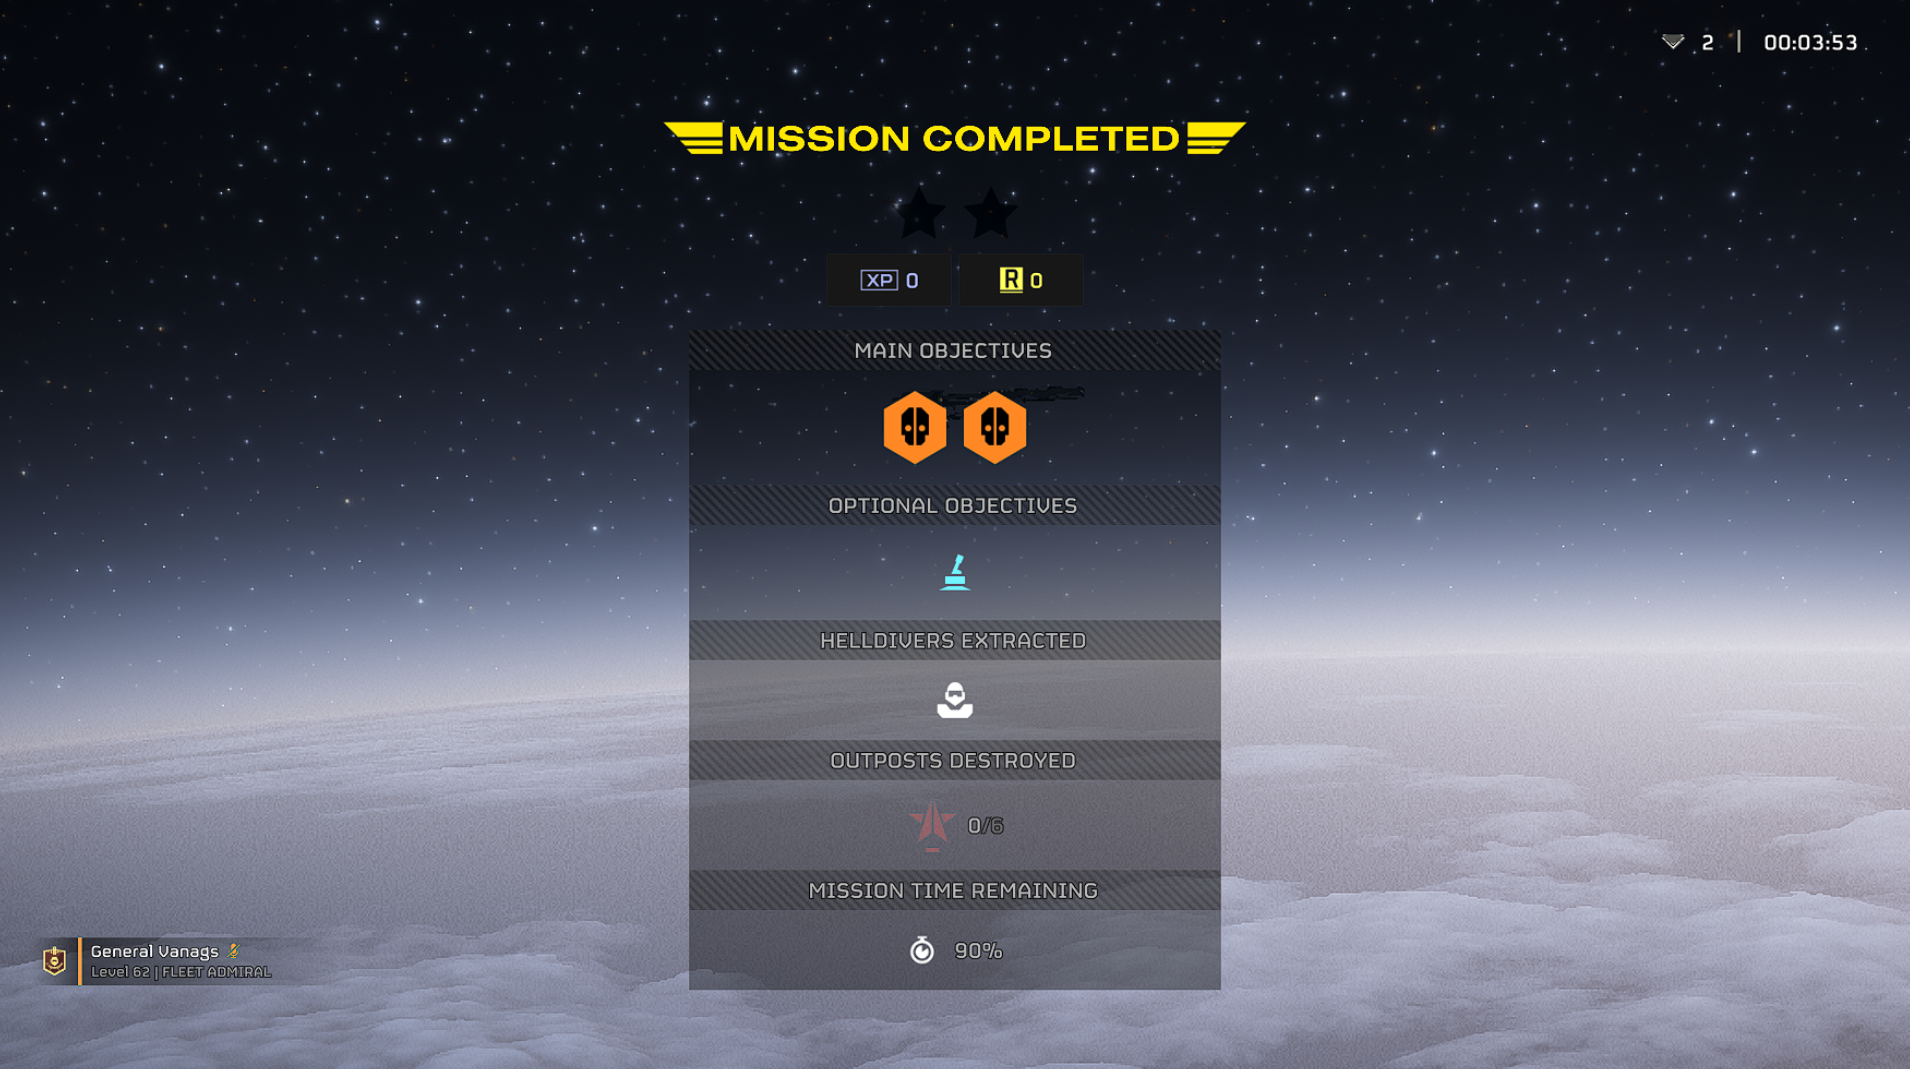 2 | 00:03:53
MISSION COMPLETED
XP 0
R 0
MAIN OBJECTIVES
OPTIONAL OBJECTIVES
HELLDIVERS EXTRACTED
OUTPOSTS DESTROYED
0/6
MISSION TIME REMAINING
90%
General Vanags
Level 62 | FLEET ADMIRAL